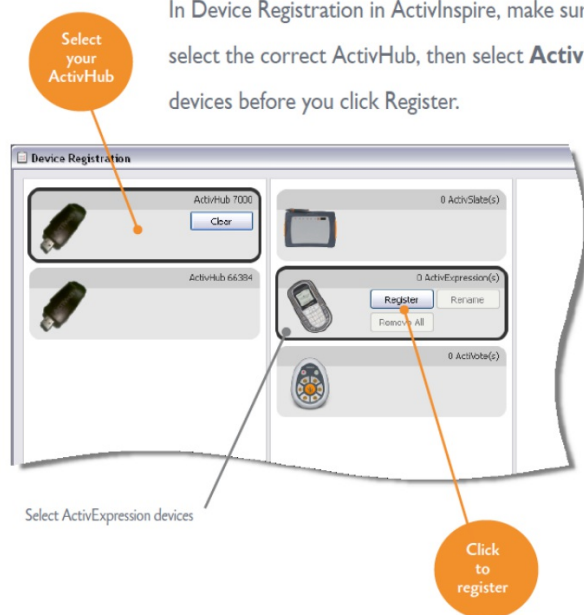 In Device Registration in ActivInspire, make sur
select the correct ActivHub, then select Activ
devices before you click Register.
Select
your
ActivHub
Device Registration
ActivHub 7000
Clear
ActivHub 66384
0 ActivSlate(s)
0 ActivExpression(s)
Register
Rename
Remove All
0 ActiVote(s)
Select ActivExpression devices
Click
to
register